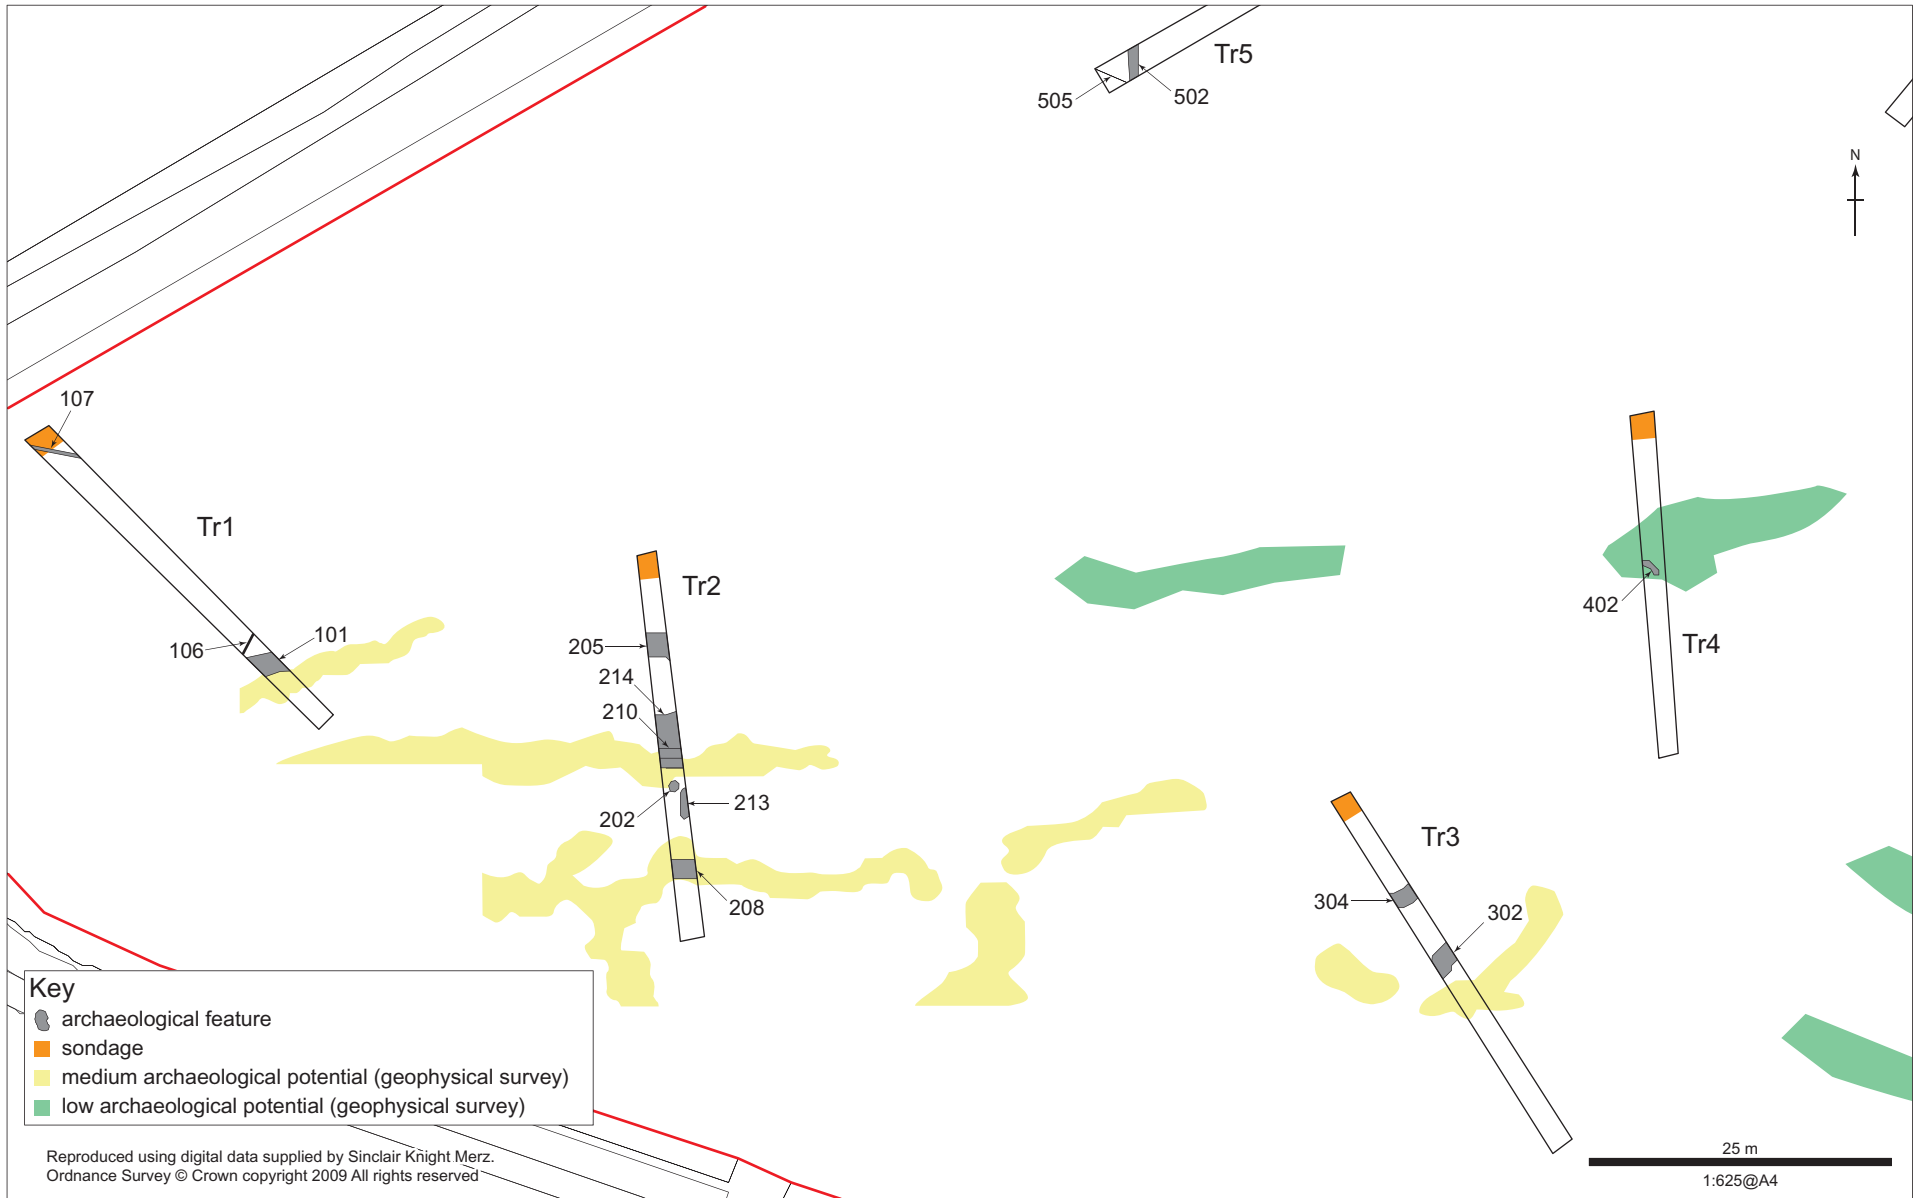 Tr5
505
502
N
107
Tr1
106
101
Tr2
205
214
210
202
213
208
402
Tr4
Tr3
304
302
Key
archaeological feature
sondage
medium archaeological potential (geophysical survey)
low archaeological potential (geophysical survey)
Reproduced using digital data supplied by Sinclair Knight Merz.
Ordnance Survey © Crown copyright 2009 All rights reserved
25 m
1:625@A4